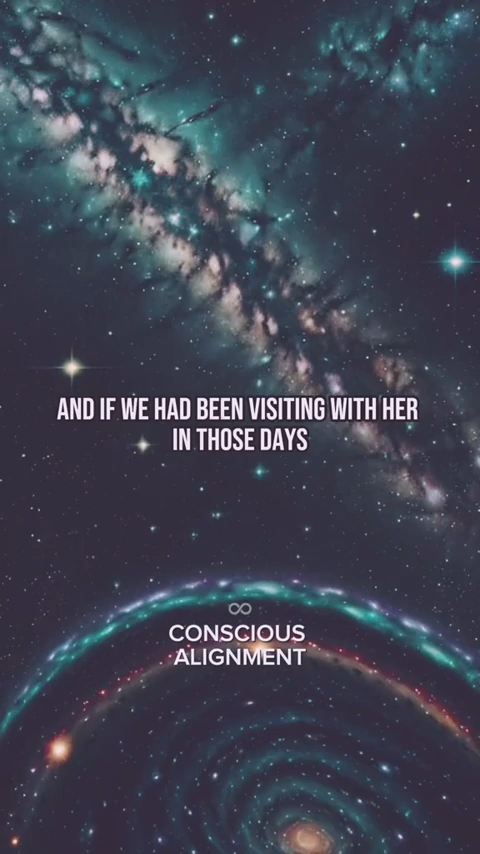 AND IF WE HAD BEEN VISITING WITH HER
IN THOSE DAYS
CONSCIOUS
ALIGNMENT